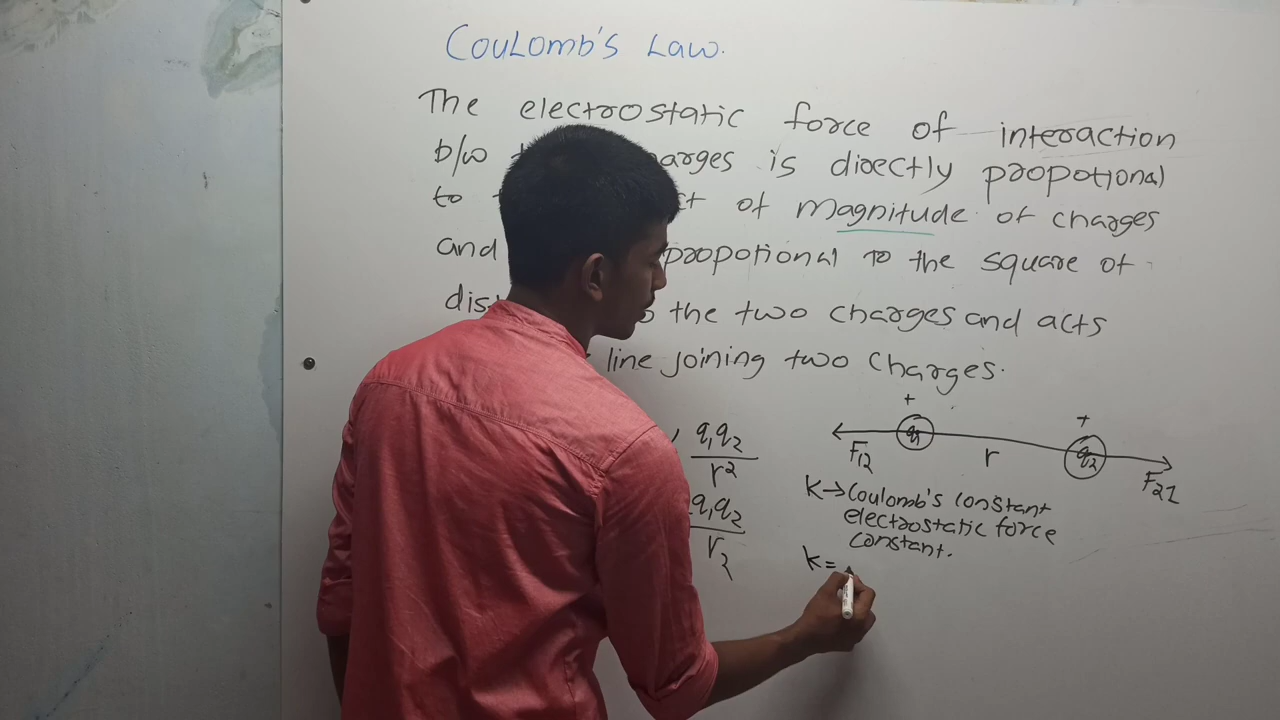 Coulomb's Law.
The electrostatic force of interaction
b/w charges is directly propotional
to of magnitude of charges
and propotional to the square of
the two charges and acts
line joining two charges.
+
+
q1q2
r2
q1 q2
F12 r F21
K→Coulomb's constant
electrostatic force
constant.
q1q2
r2
K=